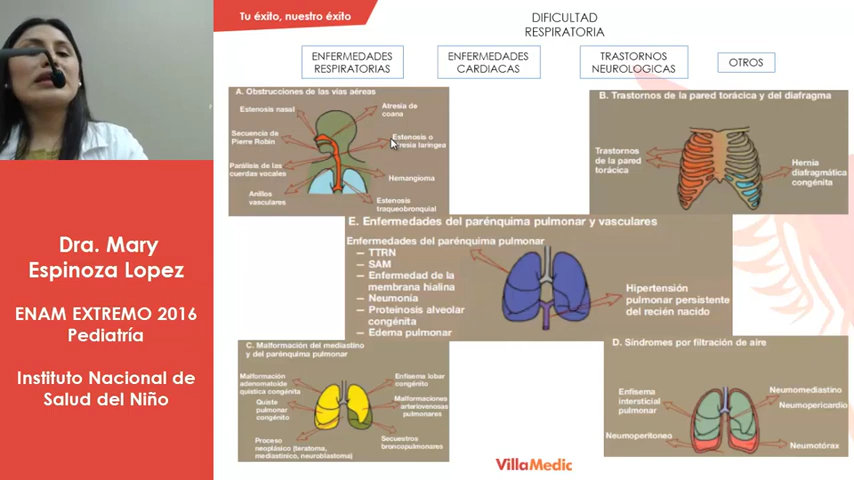 Tu éxito, nuestro éxito
DIFICULTAD
RESPIRATORIA
ENFERMEDADES
RESPIRATORIAS
ENFERMEDADES
CARDIACAS
TRASTORNOS
NEUROLOGICAS
OTROS
A. Obstrucciones de las vías aéreas
Estenosis nasal
Atresia de
coana
Secuencia de
Pierre Robin
Estenosis o
atresia laríngea
Parálisis de las
cuerdas vocales
Hemangioma
Anillos
vasculares
Estenosis
traqueobronquial
B. Trastornos de la pared torácica y del diafragma
Trastornos
de la pared
torácica
Hernia
diafragmática
congénita
E. Enfermedades del parénquima pulmonar y vasculares
Enfermedades del parénquima pulmonar
— TTRN
— SAM
— Enfermedad de la
membrana hialina
— Neumonía
— Proteinosis alveolar
congénita
— Edema pulmonar
Hipertensión
pulmonar persistente
del recién nacido
C. Malformación del mediastino
y del parénquima pulmonar
Malformación
adenomatoide
quística congénita
Quiste
pulmonar
congénito
Proceso
neoplásico (teratoma,
mediastínico, neuroblastoma)
Enfisema lobar
congénito
Malformaciones
arteriovenosas
pulmonares
Secuestros
broncopulmonares
D. Síndromes por filtración de aire
Enfisema
intersticial
pulmonar
Neumoperitoneo
Neumomediastino
Neumopericardio
Neumotórax
Dra. Mary
Espinoza Lopez
ENAM EXTREMO 2016
Pediatría
Instituto Nacional de
Salud del Niño
VillaMedic